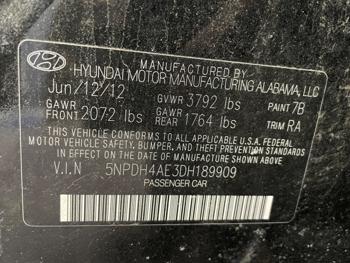 MANUFACTURED BY
HYUNDAI MOTOR MANUFACTURING ALABAMA, LLC
Jun/12/12 GVWR 3792 lbs PAINT 7B
GAWR FRONT 2072 lbs GAWR REAR 1764 lbs TRIM RA
THIS VEHICLE CONFORMS TO ALL APPLICABLE U.S.A. FEDERAL
MOTOR VEHICLE SAFETY, BUMPER, AND THEFT PREVENTION STANDARDS
IN EFFECT ON THE DATE OF MANUFACTURE SHOWN ABOVE.
V.I.N 5NPDH4AE3DH189909
PASSENGER CAR